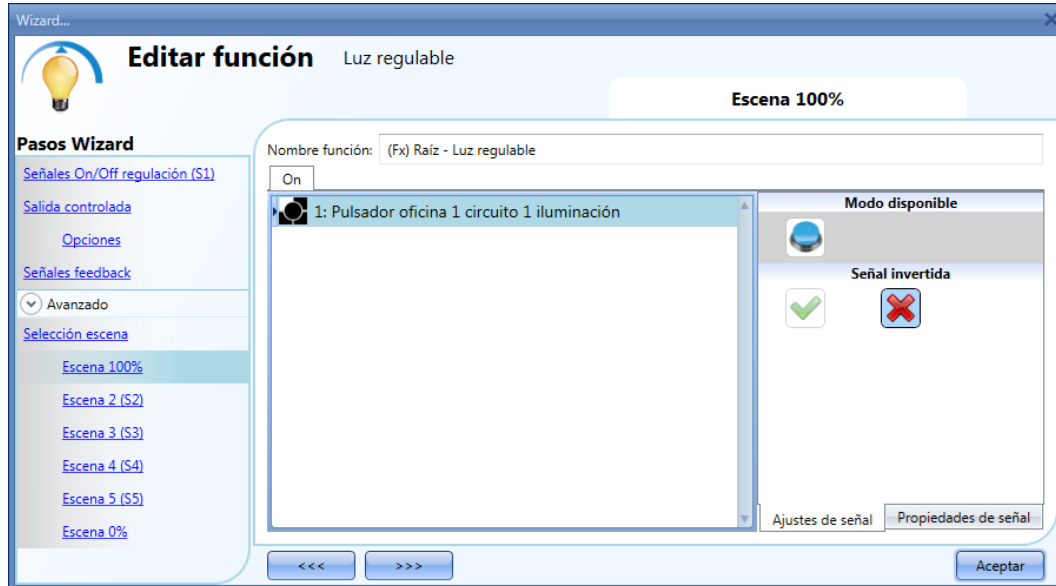 Wizard...
Editar función Luz regulable
Escena 100%
Pasos Wizard
Señales On/Off regulación (S1)
Salida controlada
Opciones
Señales feedback
Avanzado
Selección escena
Escena 100%
Escena 2 (S2)
Escena 3 (S3)
Escena 4 (S4)
Escena 5 (S5)
Escena 0%
Nombre función: (Fx) Raíz - Luz regulable
On
1: Pulsador oficina 1 circuito 1 iluminación
Modo disponible
Señal invertida
Ajustes de señal Propiedades de señal
<<< >>> Aceptar